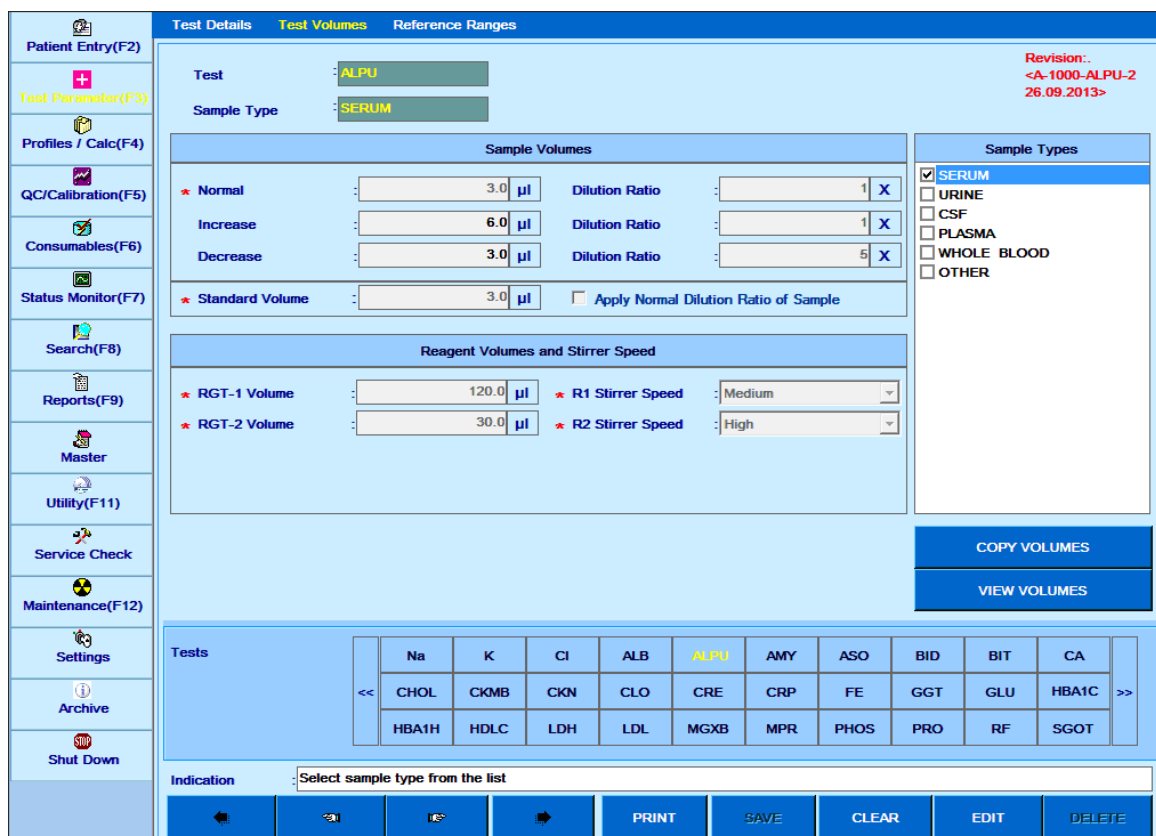 Test Details Test Volumes Reference Ranges
Patient Entry(F2)
Test Parameter(F3)
Profiles / Calc(F4)
QC/Calibration(F5)
Consumables(F6)
Status Monitor(F7)
Search(F8)
Reports(F9)
Master
Utility(F11)
Service Check
Maintenance(F12)
Settings
Archive
STOP
Shut Down
Test :ALPU
Sample Type :SERUM
Revision:.
<A-1000-ALPU-2
26.09.2013>
Sample Volumes
* Normal : 3.0 µl Dilution Ratio : 1 X
Increase : 6.0 µl Dilution Ratio : 1 X
Decrease : 3.0 µl Dilution Ratio : 5 X
* Standard Volume : 3.0 µl Apply Normal Dilution Ratio of Sample
Reagent Volumes and Stirrer Speed
* RGT-1 Volume : 120.0 µl * R1 Stirrer Speed :Medium
* RGT-2 Volume : 30.0 µl * R2 Stirrer Speed :High
Sample Types
SERUM
URINE
CSF
PLASMA
WHOLE BLOOD
OTHER
COPY VOLUMES
VIEW VOLUMES
Tests
Na K Cl ALB ALPU AMY ASO BID BIT CA
<< CHOL CKMB CKN CLO CRE CRP FE GGT GLU HBA1C >>
HBA1H HDLC LDH LDL MGXB MPR PHOS PRO RF SGOT
Indication :Select sample type from the list
PRINT SAVE CLEAR EDIT DELETE